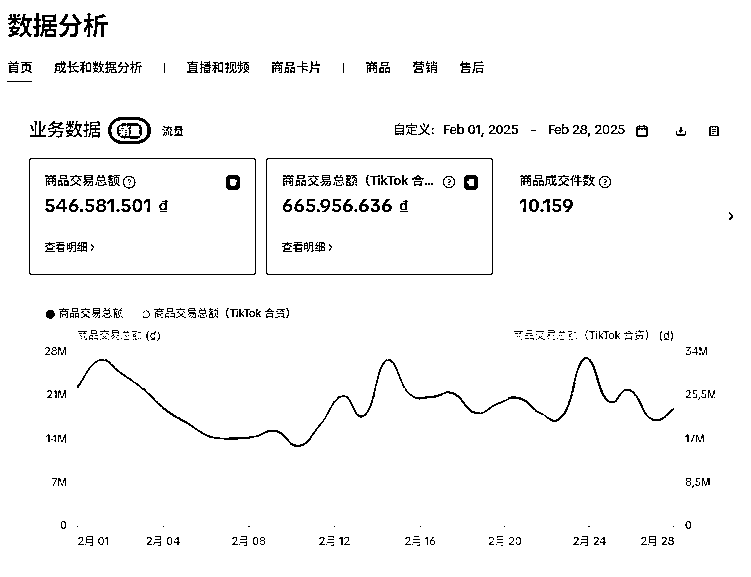 数据分析
首页 成长和数据分析 | 直播和视频 商品卡片 | 商品 营销 售后
业务数据 销量 流量 自定义: Feb 01, 2025 - Feb 28, 2025
商品交易总额 商品交易总额（TikTok 合... 商品成交件数
546.581.501 ₫ 665.956.636 ₫ 10.159
查看明细 > 查看明细 >
商品交易总额 商品交易总额（TikTok 合资）
商品交易总额 (₫) 商品交易总额（TikTok 合资） (₫)
28M 34M
21M 25,5M
14M 17M
7M 8,5M
0 0
2月 01 2月 04 2月 08 2月 12 2月 16 2月 20 2月 24 2月 28